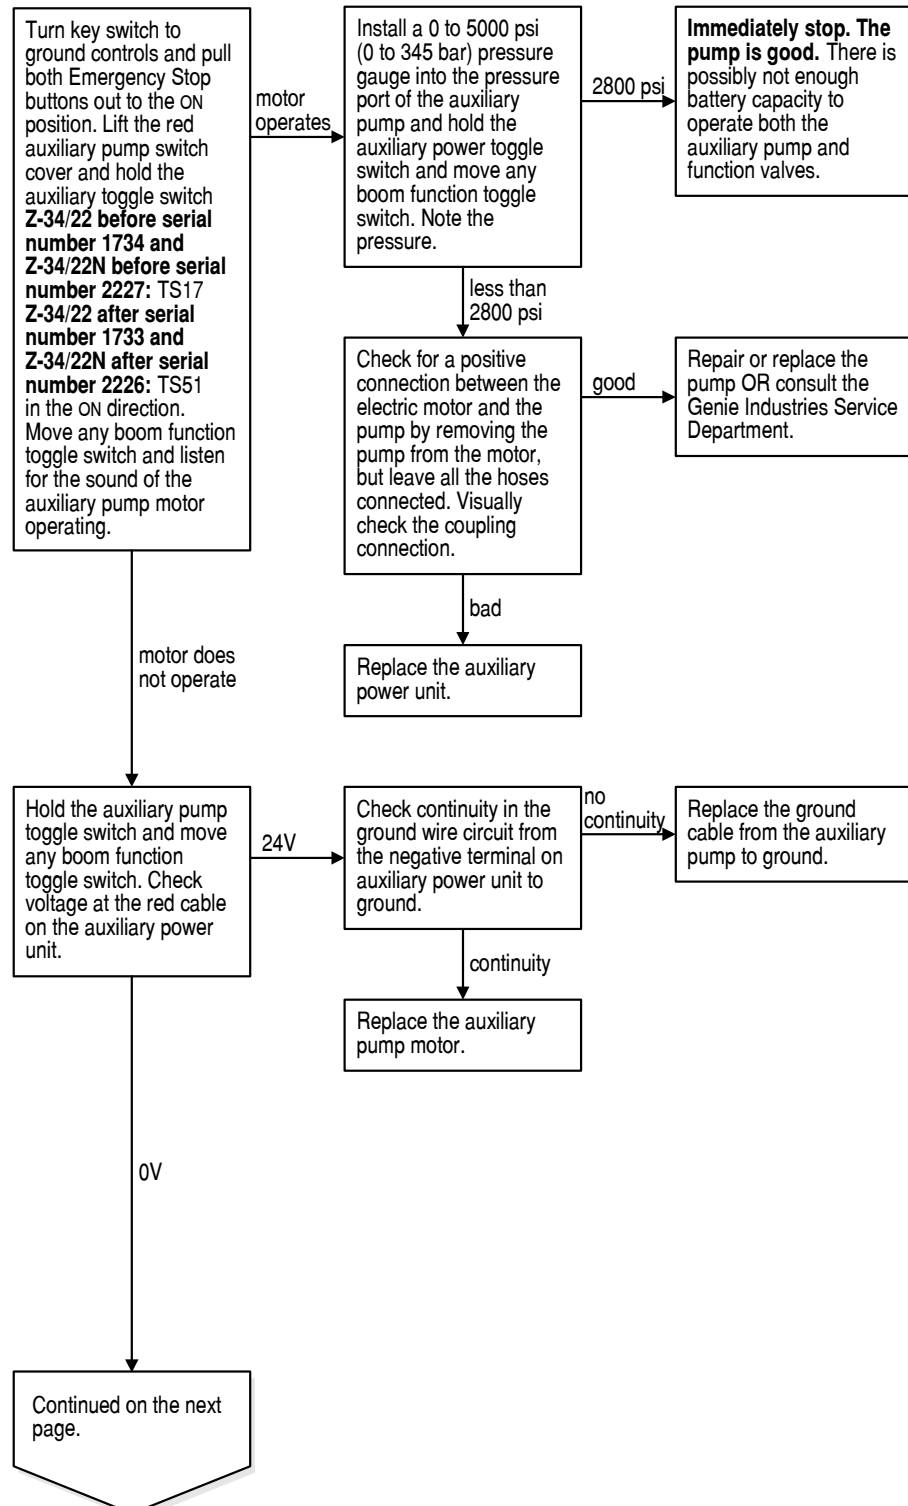 Turn key switch to
ground controls and pull
both Emergency Stop
buttons out to the ON
position. Lift the red
auxiliary pump switch
cover and hold the
auxiliary toggle switch
Z-34/22 before serial
number 1734 and
Z-34/22N before serial
number 2227: TS17
Z-34/22 after serial
number 1733 and
Z-34/22N after serial
number 2226: TS51
in the ON direction.
Move any boom function
toggle switch and listen
for the sound of the
auxiliary pump motor
operating.
motor
operates
Install a 0 to 5000 psi
(0 to 345 bar) pressure
gauge into the pressure
port of the auxiliary
pump and hold the
auxiliary power toggle
switch and move any
boom function toggle
switch. Note the
pressure.
2800 psi
Immediately stop. The
pump is good. There is
possibly not enough
battery capacity to
operate both the
auxiliary pump and
function valves.
less than
2800 psi
Check for a positive
connection between the
electric motor and the
pump by removing the
pump from the motor,
but leave all the hoses
connected. Visually
check the coupling
connection.
good
Repair or replace the
pump OR consult the
Genie Industries Service
Department.
bad
Replace the auxiliary
power unit.
motor does
not operate
Hold the auxiliary pump
toggle switch and move
any boom function
toggle switch. Check
voltage at the red cable
on the auxiliary power
unit.
24V
Check continuity in the
ground wire circuit from
the negative terminal on
auxiliary power unit to
ground.
no
continuity
Replace the ground
cable from the auxiliary
pump to ground.
continuity
Replace the auxiliary
pump motor.
0V
Continued on the next
page.